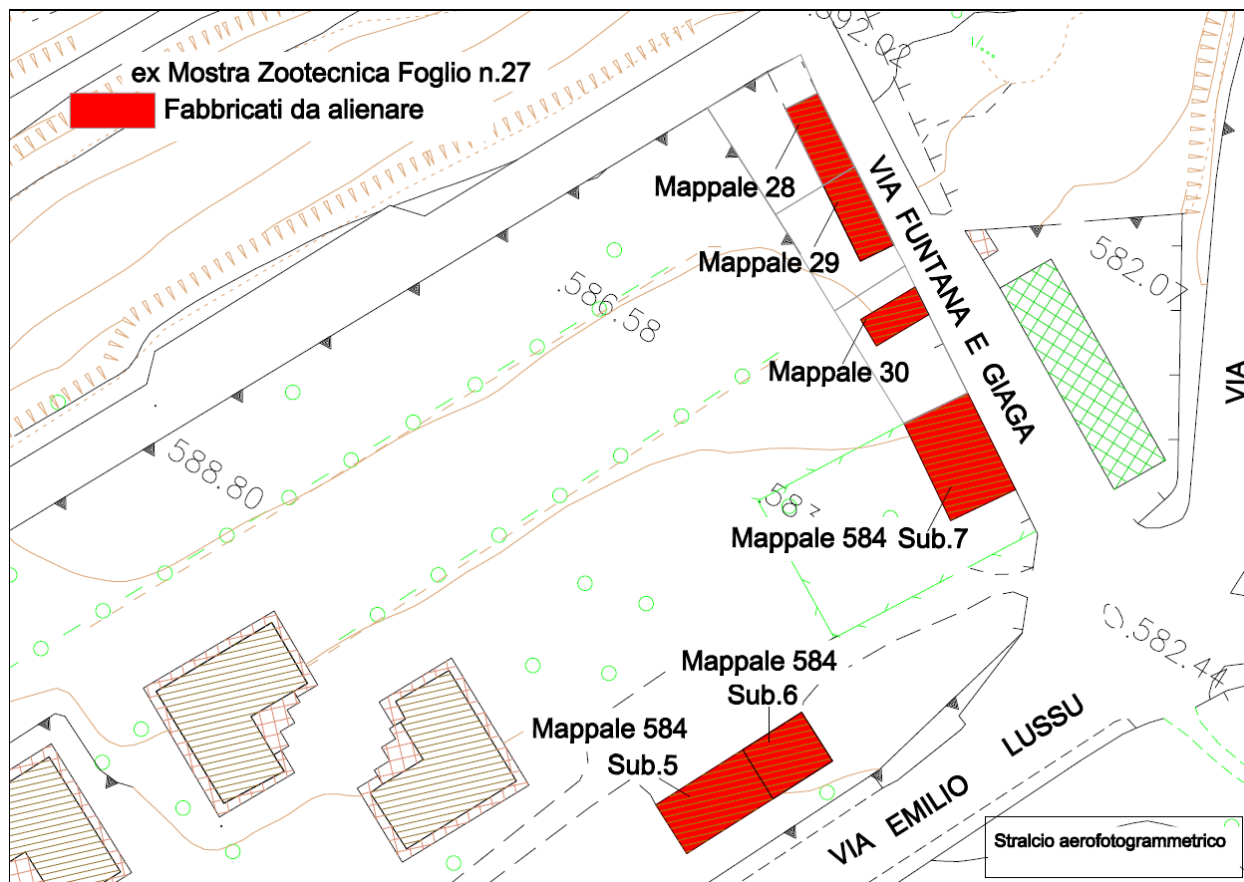 .592.02
ex Mostra Zootecnica Foglio n.27
Fabbricati da alienare
Mappale 28
VIA FUNTANA E GIAGA
Mappale 29
582.07
.586.58
Mappale 30
VIA
588.80
Mappale 584 Sub.7
.582.44
Mappale 584
Sub.6
Mappale 584
Sub.5
VIA EMILIO LUSSU
Stralcio aerofotogrammetrico